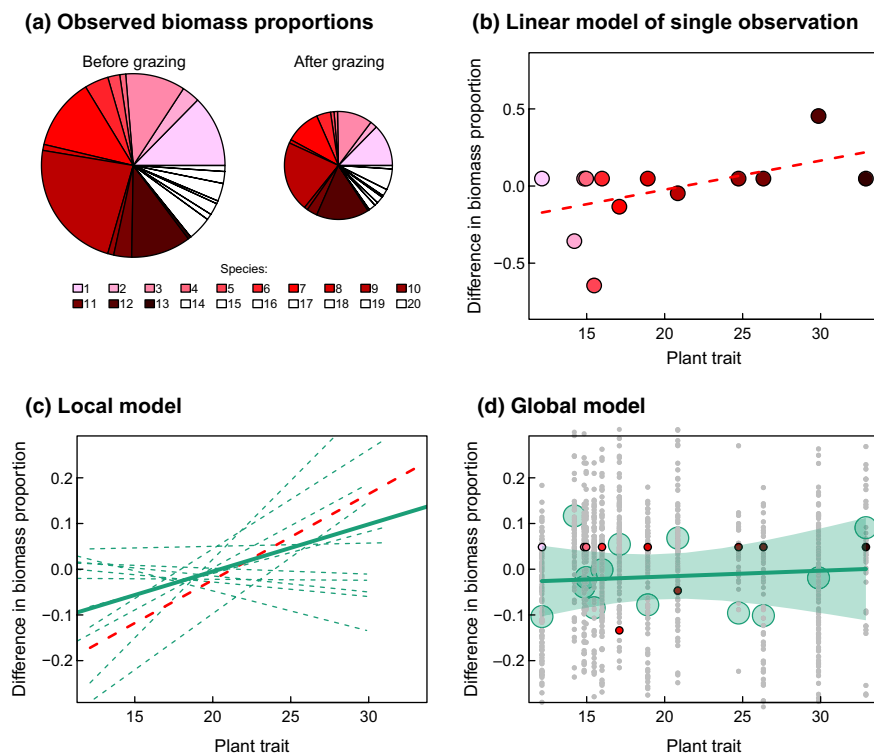 (a) Observed biomass proportions
Before grazing
After grazing
Species:
1 2 3 4 5 6 7 8 9 10
11 12 13 14 15 16 17 18 19 20
(b) Linear model of single observation
Difference in biomass proportion
0.5
0.0
−0.5
15 20 25 30
Plant trait
(c) Local model
Difference in biomass proportion
0.2
0.1
0.0
−0.1
−0.2
15 20 25 30
Plant trait
(d) Global model
Difference in biomass proportion
0.2
0.1
0.0
−0.1
−0.2
15 20 25 30
Plant trait